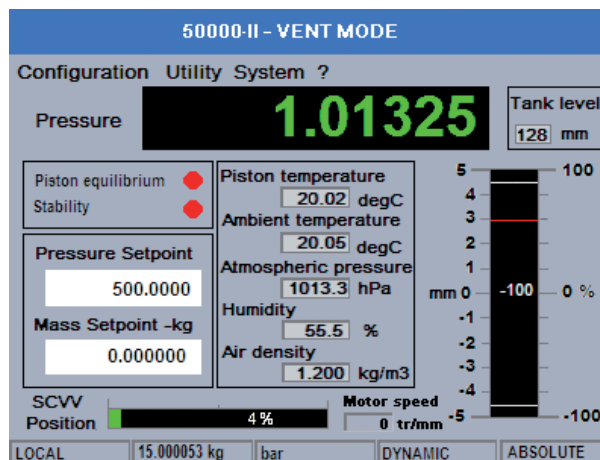 50000-II - VENT MODE
Configuration Utility System ?
Pressure 1.01325
Tank level
128 mm
Piston equilibrium
Stability
Pressure Setpoint
500.0000
Mass Setpoint -kg
0.000000
Piston temperature
20.02 degC
Ambient temperature
20.05 degC
Atmospheric pressure
1013.3 hPa
Humidity
55.5 %
Air density
1.200 kg/m3
5 100
4
3
2
1
mm 0 -100 0 %
-1
-2
-3
-4
-5 -100
SCVV
Position
4%
Motor speed
0 tr/mm
LOCAL 15.000053 kg bar DYNAMIC ABSOLUTE